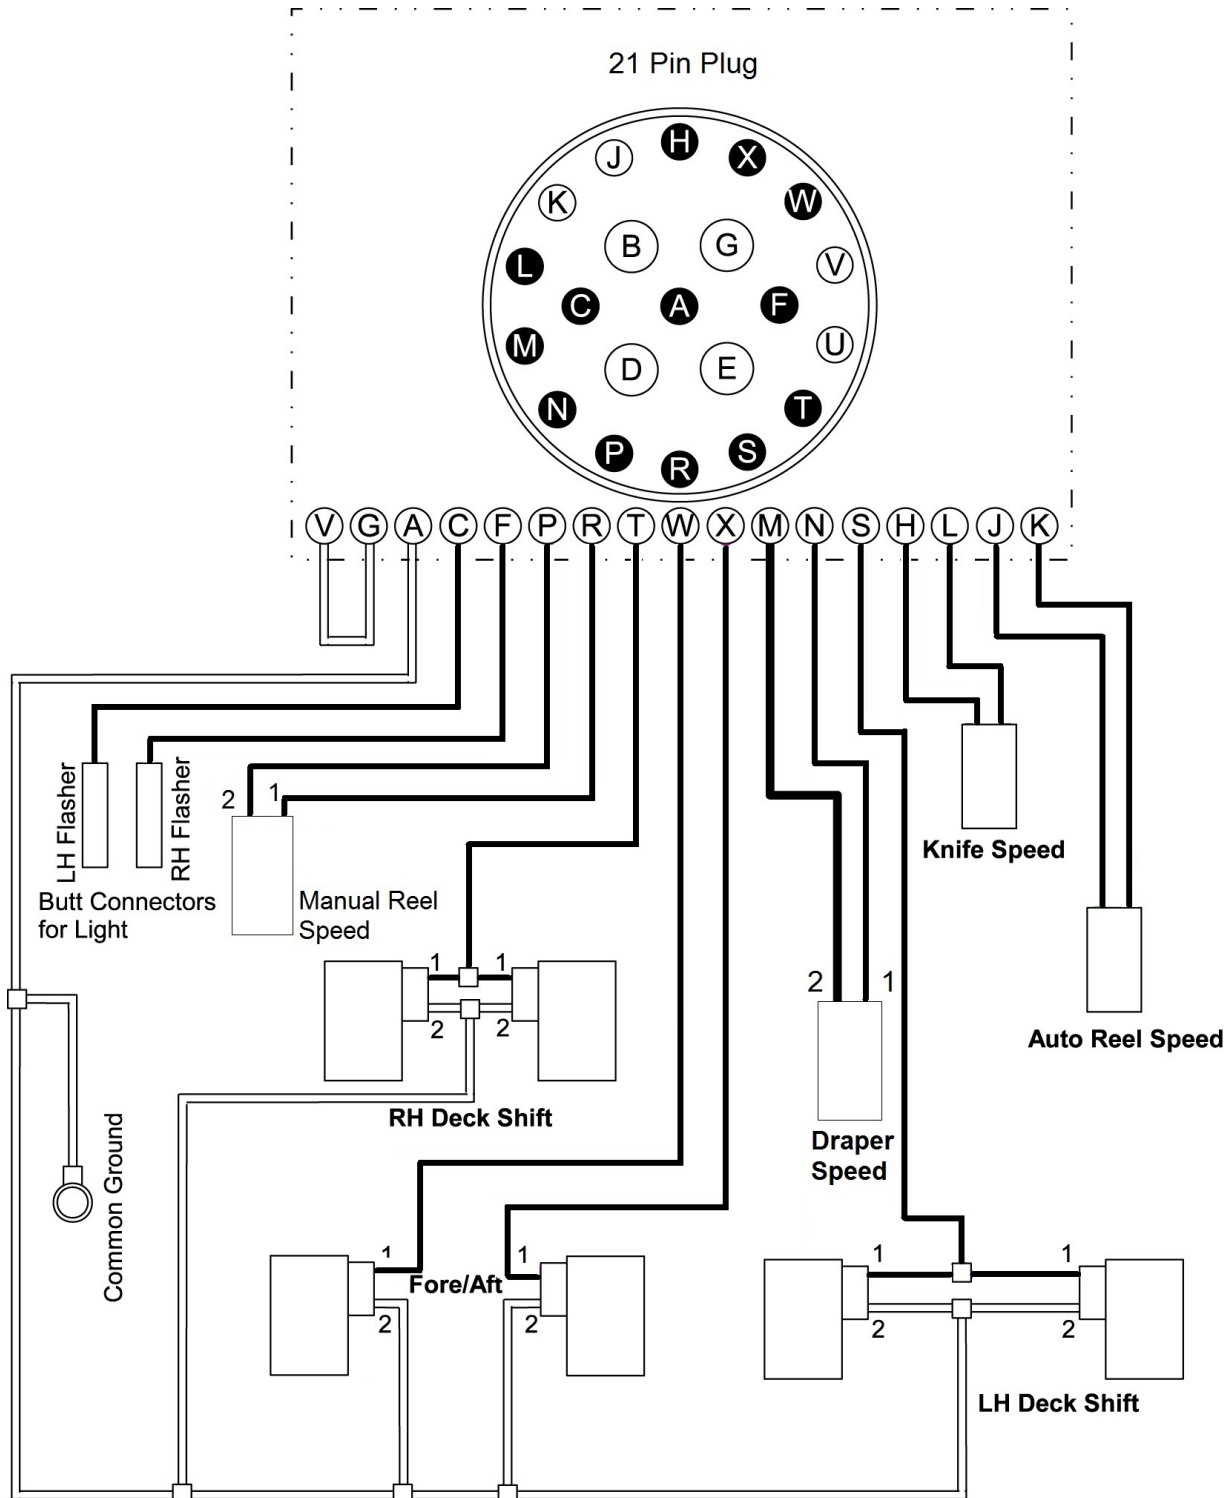 21 Pin Plug
H
J
X
K
W
B
G
L
V
C
A
F
M
U
D
E
N
T
P
S
R
V G A C F P R T W X M N S H L J K
LH Flasher
RH Flasher
2 1
Butt Connectors
for Light
Manual Reel
Speed
Knife Speed
1 1
2 2
RH Deck Shift
2 1
Draper
Speed
Auto Reel Speed
Common Ground
1 1
Fore/Aft
2 2
1 1
2 2
LH Deck Shift